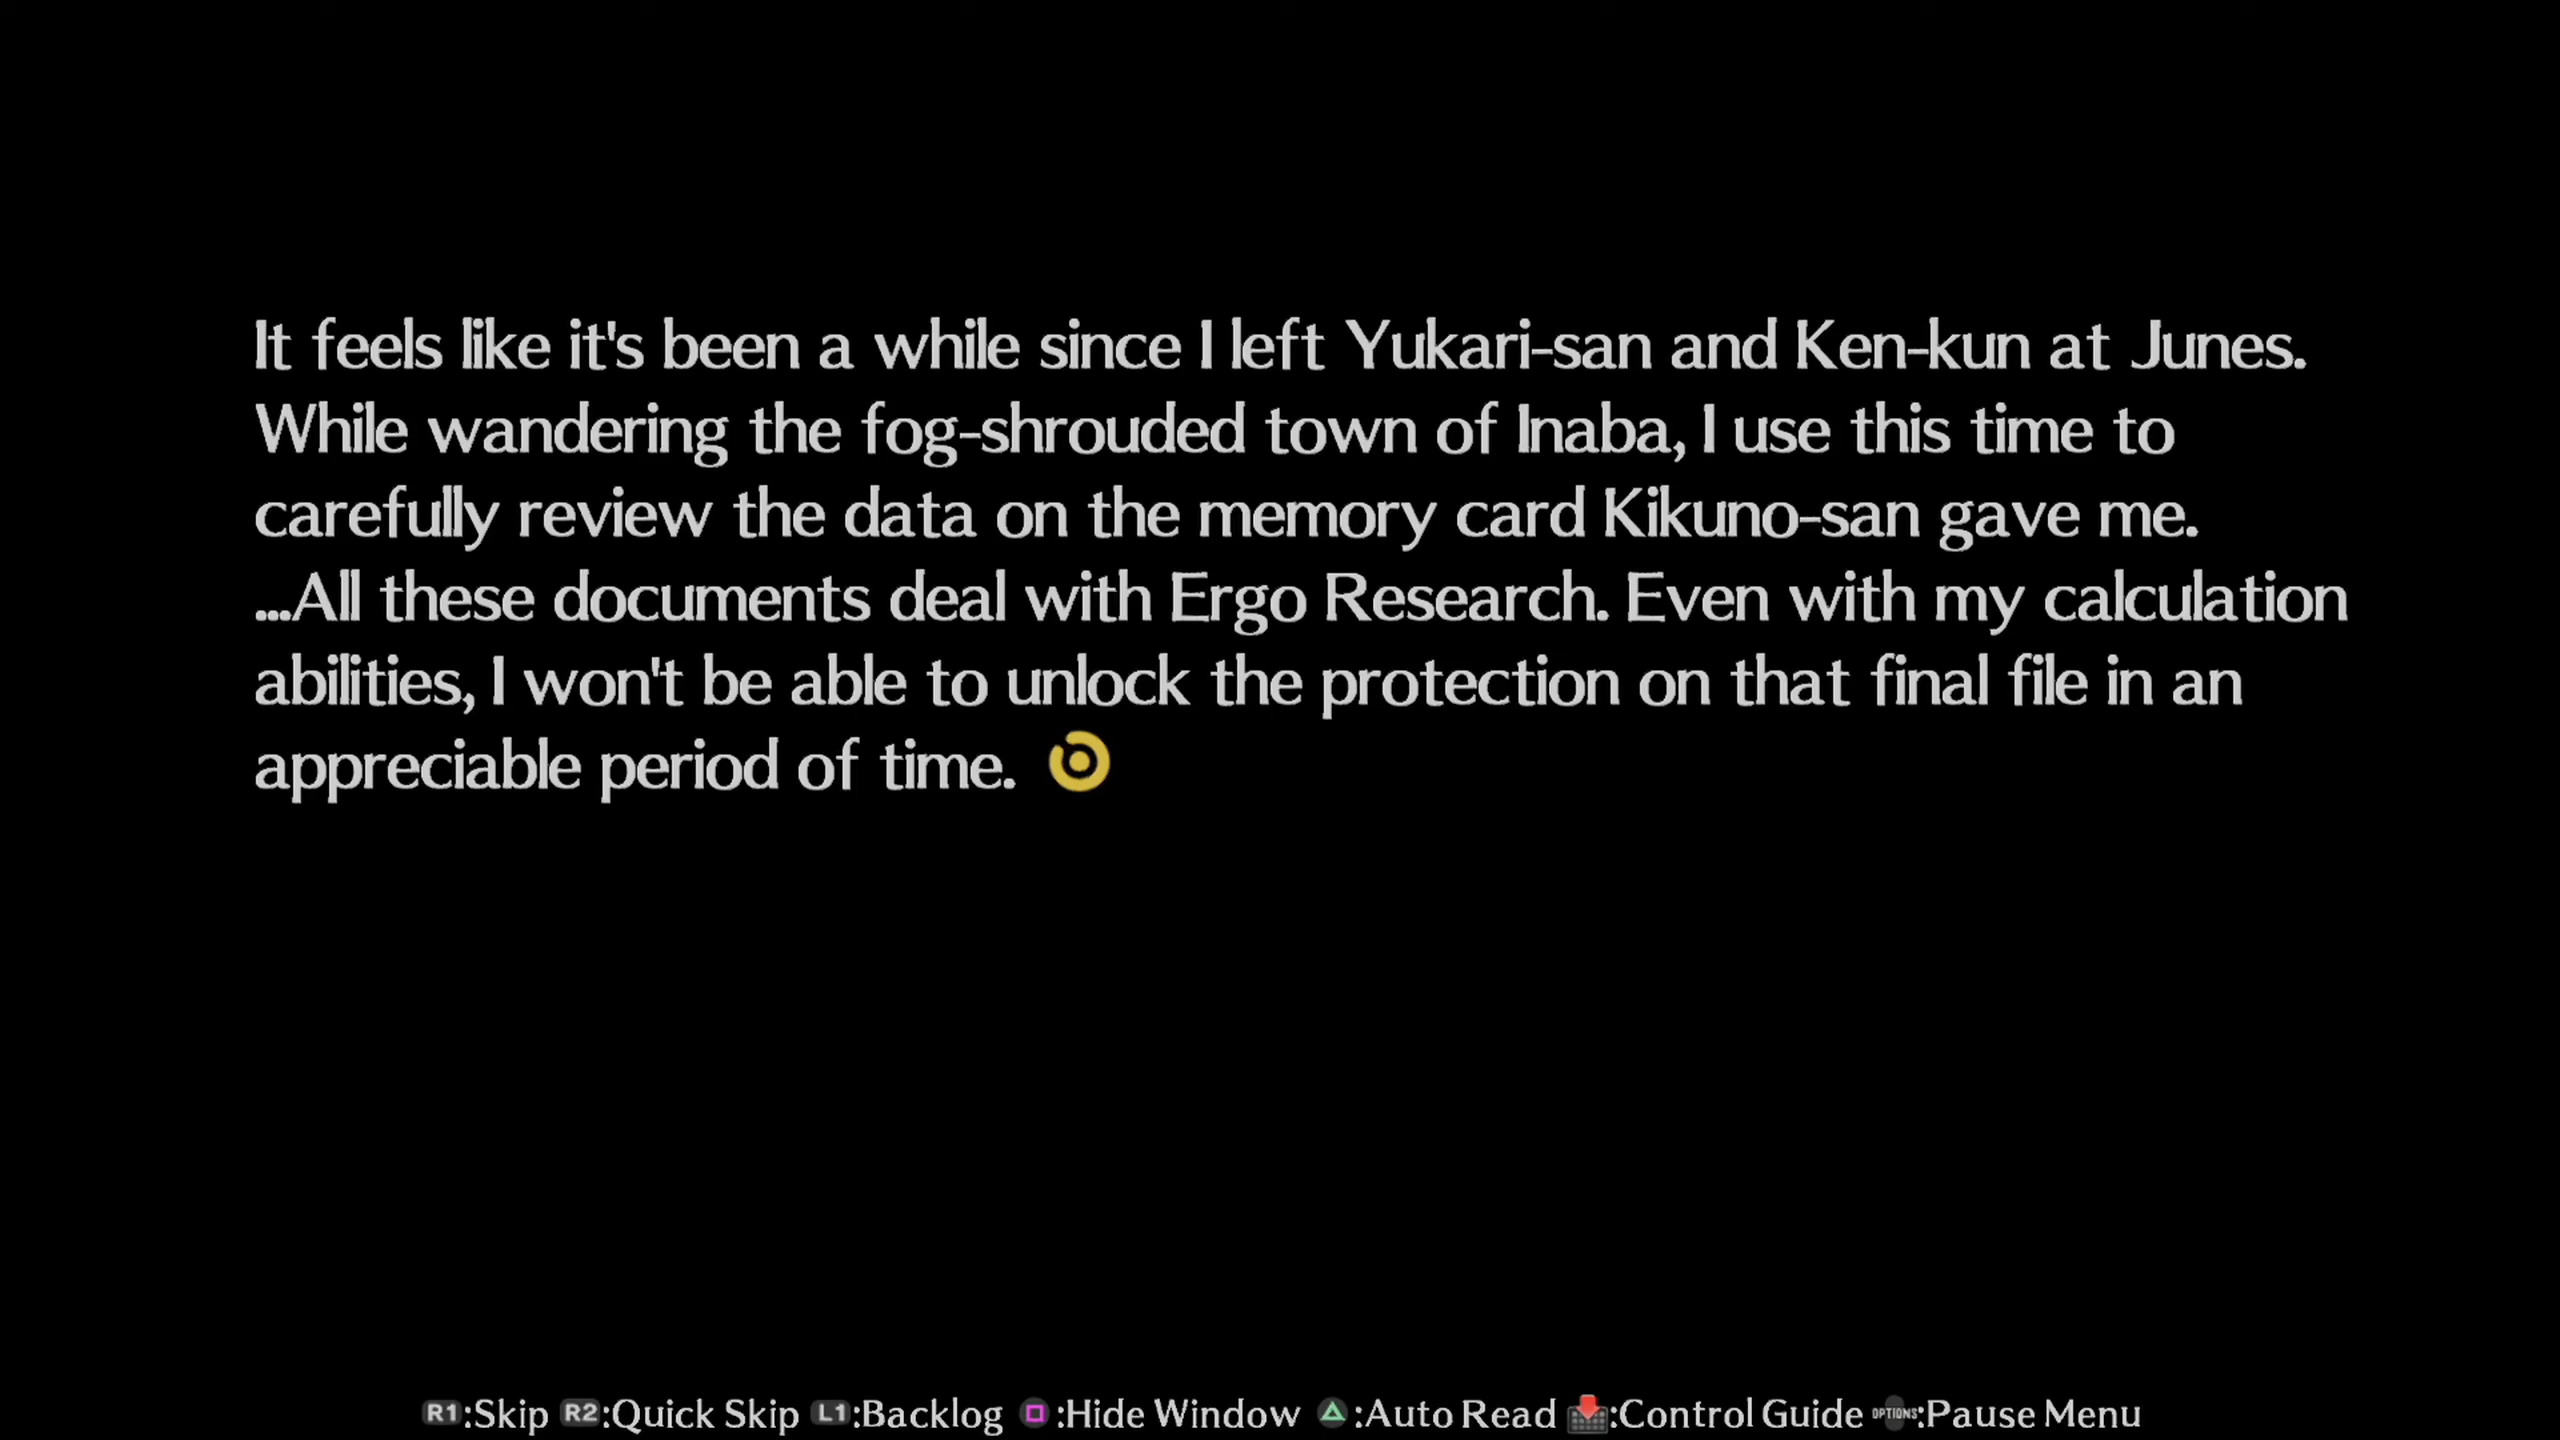 It feels like it's been a while since I left Yukari-san and Ken-kun at Junes.
While wandering the fog-shrouded town of Inaba, I use this time to
carefully review the data on the memory card Kikuno-san gave me.
...All these documents deal with Ergo Research. Even with my calculation
abilities, I won't be able to unlock the protection on that final file in an
appreciable period of time.
R1:Skip R2:Quick Skip L1:Backlog :Hide Window :Auto Read :Control Guide OPTIONS:Pause Menu